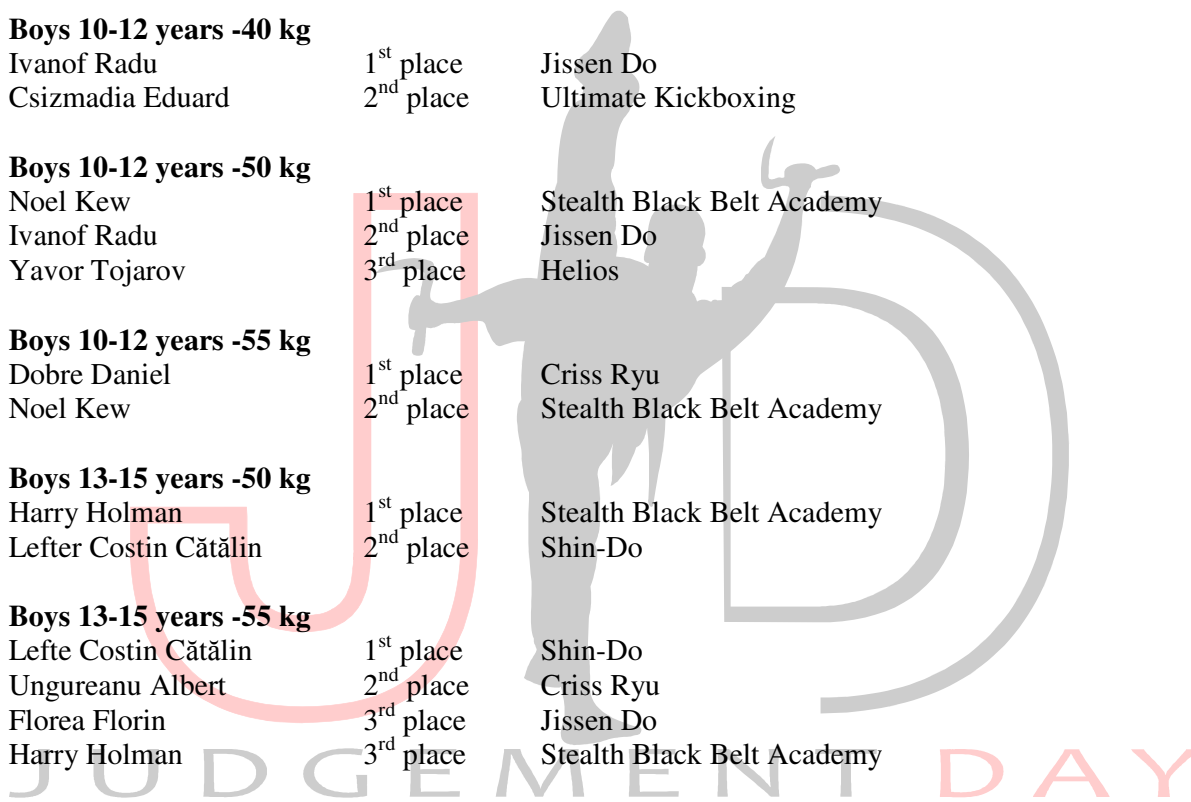 Boys 10-12 years -40 kg
Ivanof Radu 1st place Jissen Do
Csizmadia Eduard 2nd place Ultimate Kickboxing
Boys 10-12 years -50 kg
Noel Kew 1st place Stealth Black Belt Academy
Ivanof Radu 2nd place Jissen Do
Yavor Tojarov 3rd place Helios
Boys 10-12 years -55 kg
Dobre Daniel 1st place Criss Ryu
Noel Kew 2nd place Stealth Black Belt Academy
Boys 13-15 years -50 kg
Harry Holman 1st place Stealth Black Belt Academy
Lefter Costin Cătălin 2nd place Shin-Do
Boys 13-15 years -55 kg
Lefte Costin Cătălin 1st place Shin-Do
Ungureanu Albert 2nd place Criss Ryu
Florea Florin 3rd place Jissen Do
Harry Holman 3rd place Stealth Black Belt Academy
JD
JUDGEMENT DAY